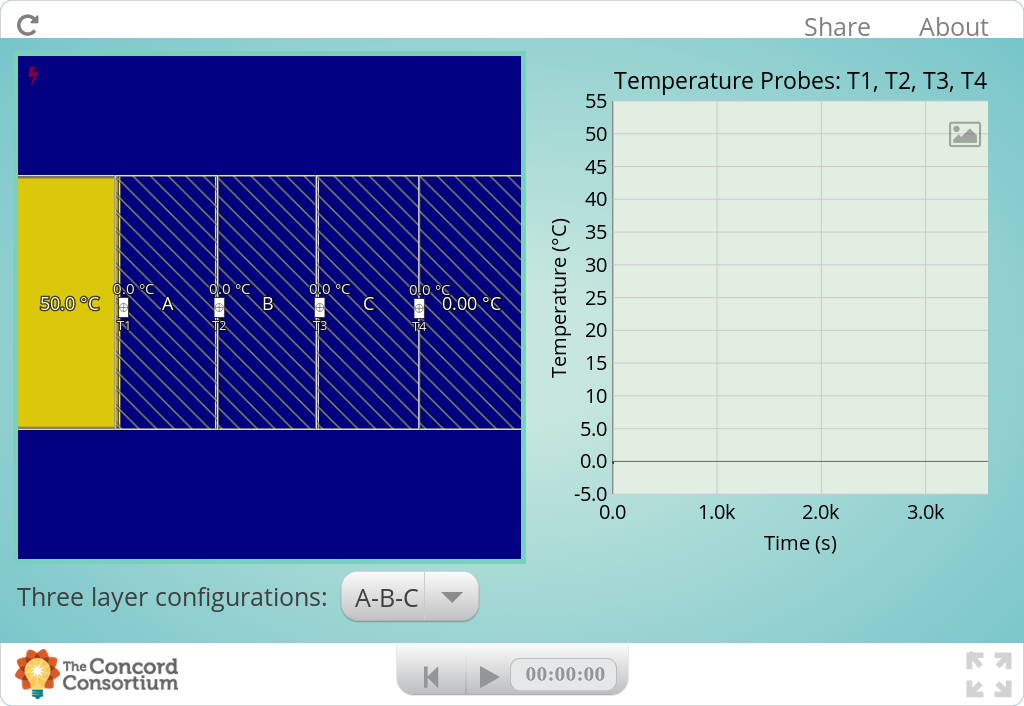 Share About
Temperature Probes: T1, T2, T3, T4
55
50
45
40
35
30
25
20
15
10
5.0
0.0
-5.0
Temperature (°C)
0.0 1.0k 2.0k 3.0k
Time (s)
0.0 °C 0.0 °C 0.0 °C 0.0 °C
50.0 °C A B C 0.00 °C
T1 T2 T3 T4
Three layer configurations: A-B-C
The Concord
Consortium
00:00:00